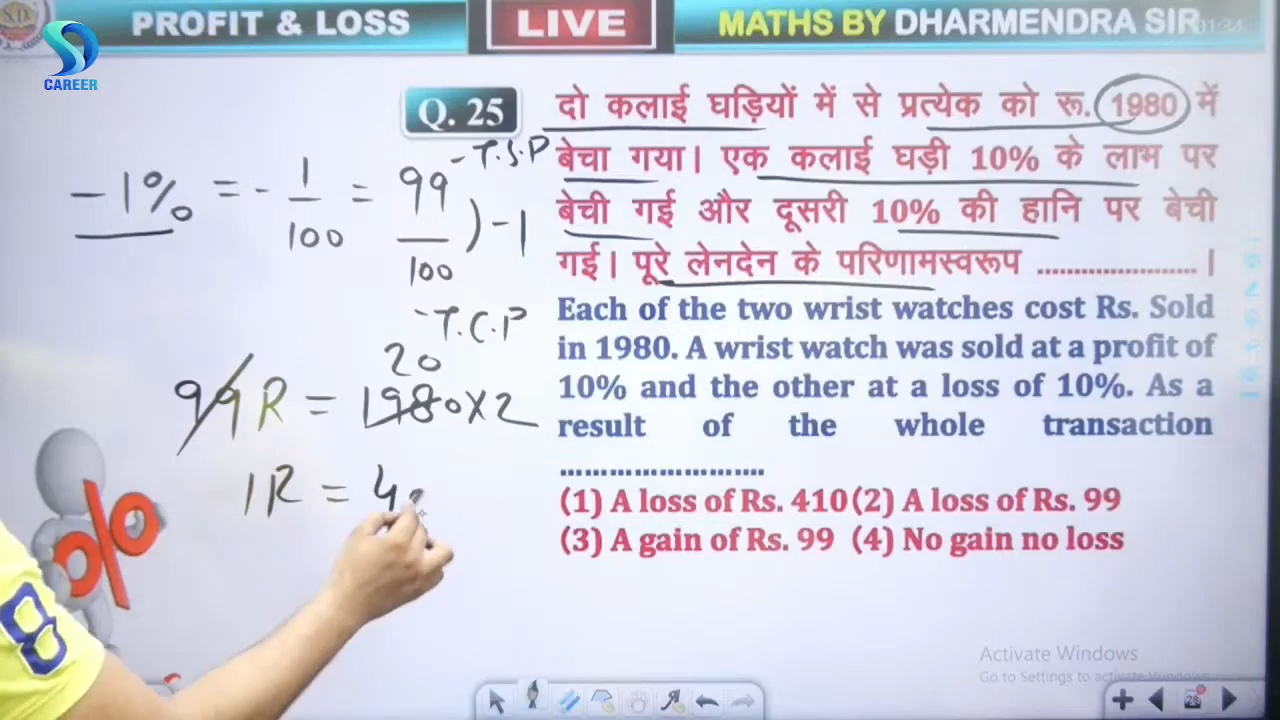 PROFIT & LOSS
LIVE
MATHS BY DHARMENDRA SIR
CAREER
Q. 25
दो कलाई घड़ियों में से प्रत्येक को रू. 1980 में
बेचा गया। एक कलाई घड़ी 10% के लाभ पर
बेची गई और दूसरी 10% की हानि पर बेची
गई। पूरे लेनदेन के परिणामस्वरूप ...................... ।
Each of the two wrist watches cost Rs. Sold
in 1980. A wrist watch was sold at a profit of
10% and the other at a loss of 10%. As a
result of the whole transaction
..............................
(1) A loss of Rs. 410 (2) A loss of Rs. 99
(3) A gain of Rs. 99 (4) No gain no loss
-1% = -1/100 = 99/100 ) -1
-T.S.P
-T.C.P
20
99R = 1980x2
1R = 4
%
8
Activate Windows
Go to Settings to activate Windows.